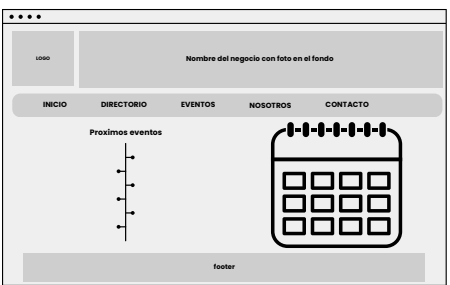 LOGO
Nombre del negocio con foto en el fondo
INICIO DIRECTORIO EVENTOS NOSOTROS CONTACTO
Proximos eventos
footer